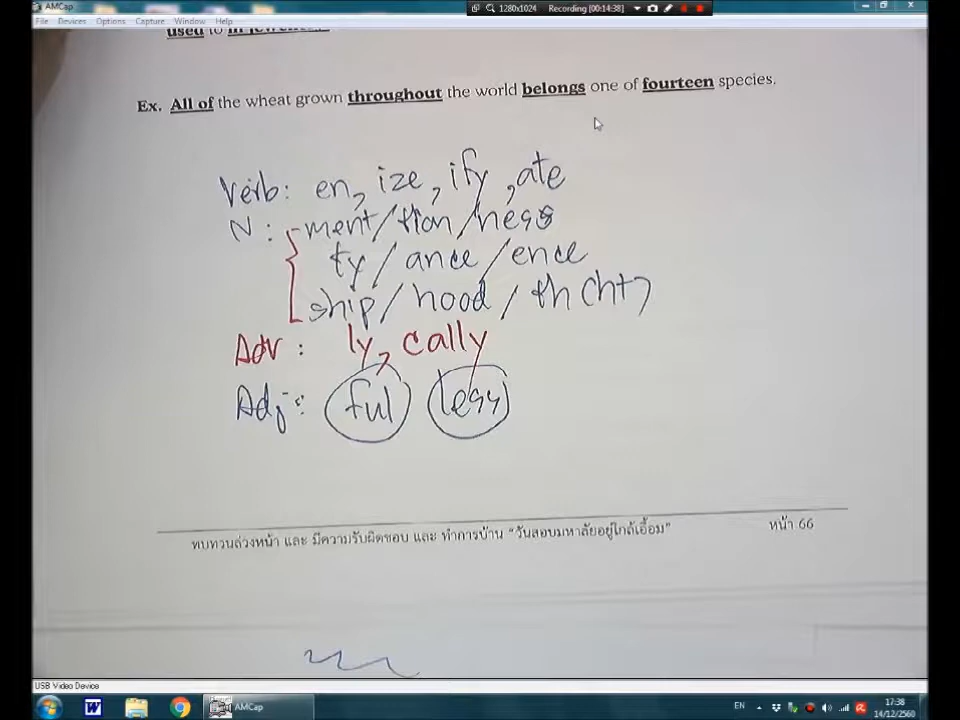 AMCap
1280x1024 Recording [00:14:38]
File Devices Options Capture Window Help
used to in jewelry.
Ex. All of the wheat grown throughout the world belongs one of fourteen species.
Verb: en, ize, ify, ate
N: ment/tion/ness
ty/ance/ence
ship/hood/th (ht)
Adv: ly, cally
Adj: ful less
ทบทวนล่วงหน้า และ มีความรับผิดชอบ และ ทำการบ้าน "วันสอบมหาลัยอยู่ใกล้เอื้อม" หน้า 66
USB Video Device
AMCap
EN
17:38
14/12/2560